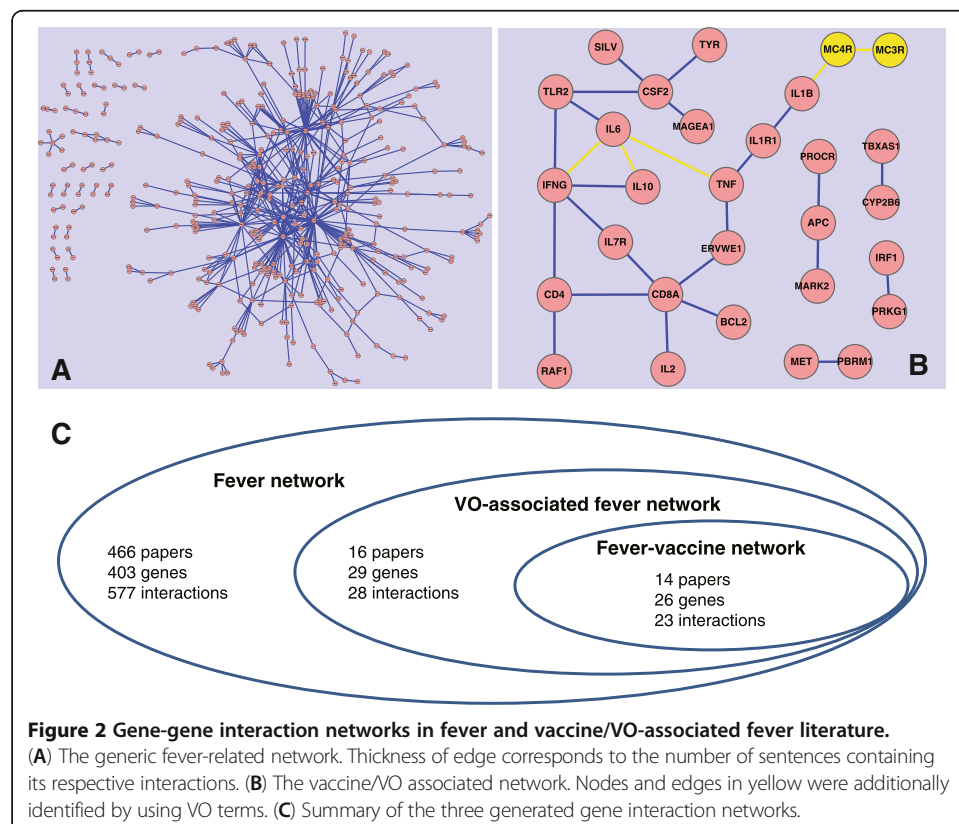 SILV
TYR
MC4R
MC3R
TLR2
CSF2
IL1B
IL6
MAGEA1
IL1R1
PROCR
TBXAS1
IFNG
IL10
TNF
CYP2B6
APC
IL7R
ERVWE1
IRF1
CD4
CD8A
MARK2
BCL2
PRKG1
RAF1
IL2
MET
PBRM1
A
B
C
Fever network
466 papers
403 genes
577 interactions
VO-associated fever network
16 papers
29 genes
28 interactions
Fever-vaccine network
14 papers
26 genes
23 interactions
Figure 2 Gene-gene interaction networks in fever and vaccine/VO-associated fever literature.
(A) The generic fever-related network. Thickness of edge corresponds to the number of sentences containing
its respective interactions. (B) The vaccine/VO associated network. Nodes and edges in yellow were additionally
identified by using VO terms. (C) Summary of the three generated gene interaction networks.